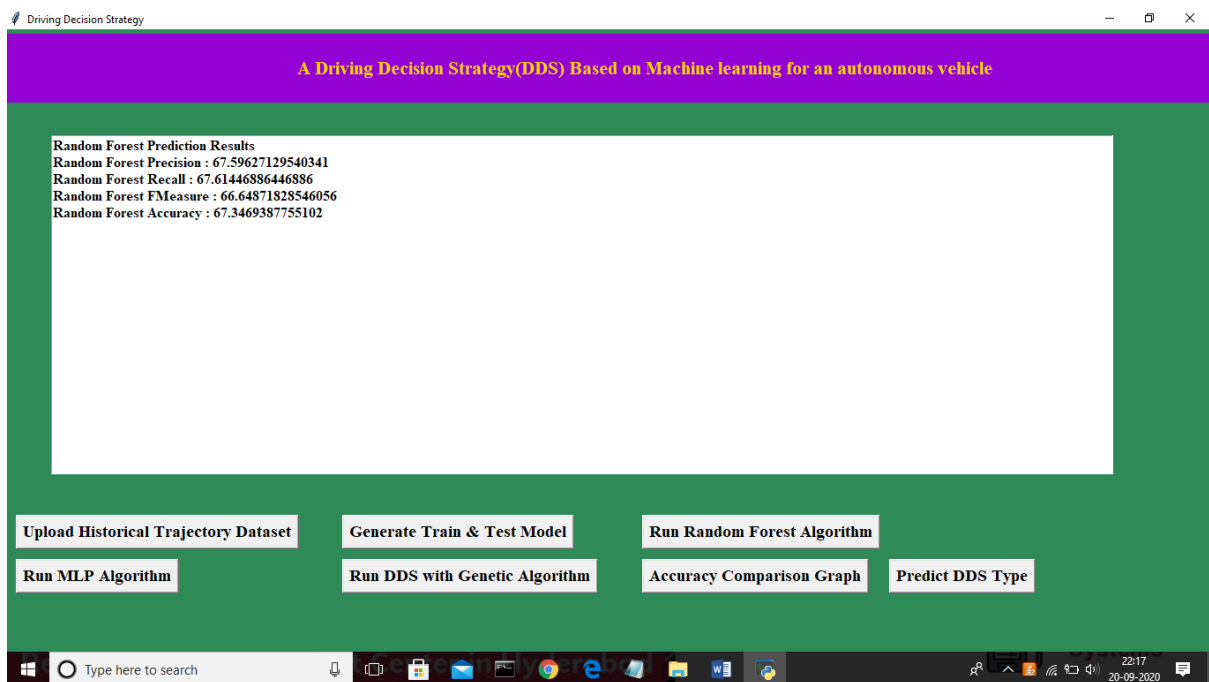 Driving Decision Strategy
A Driving Decision Strategy(DDS) Based on Machine learning for an autonomous vehicle
Random Forest Prediction Results
Random Forest Precision : 67.59627129540341
Random Forest Recall : 67.61446886446886
Random Forest FMeasure : 66.64871828546056
Random Forest Accuracy : 67.3469387755102
Upload Historical Trajectory Dataset
Generate Train & Test Model
Run Random Forest Algorithm
Run MLP Algorithm
Run DDS with Genetic Algorithm
Accuracy Comparison Graph
Predict DDS Type
Type here to search
22:17
20-09-2020